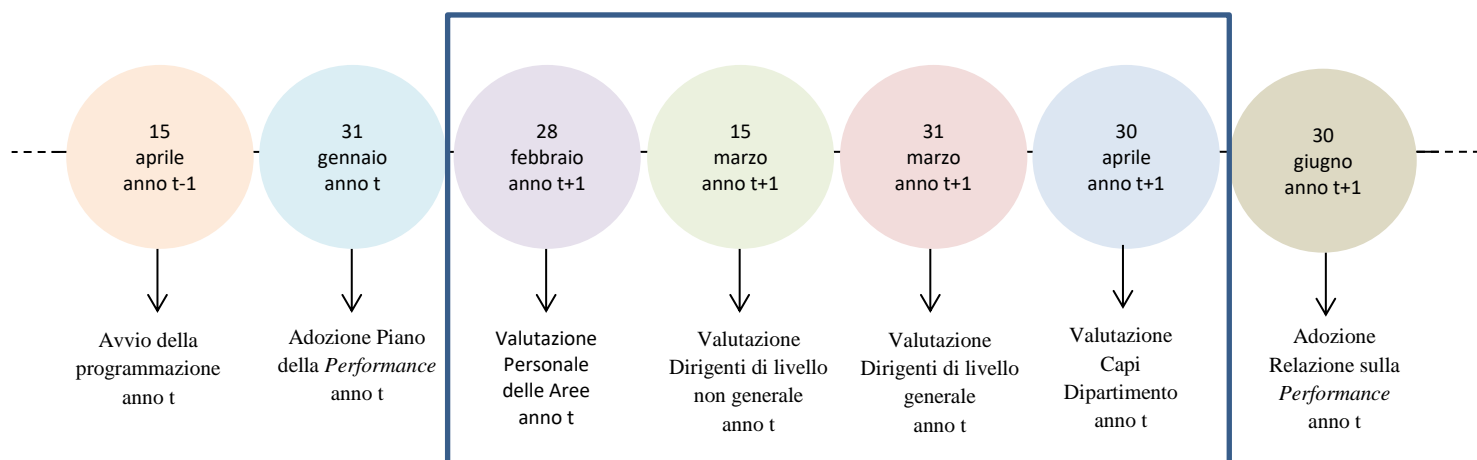 15
aprile
anno t-1
31
gennaio
anno t
28
febbraio
anno t+1
15
marzo
anno t+1
31
marzo
anno t+1
30
aprile
anno t+1
30
giugno
anno t+1
Avvio della
programmazione
anno t
Adozione Piano
della Performance
anno t
Valutazione
Personale
delle Aree
anno t
Valutazione
Dirigenti di livello
non generale
anno t
Valutazione
Dirigenti di livello
generale
anno t
Valutazione
Capi
Dipartimento
anno t
Adozione
Relazione sulla
Performance
anno t